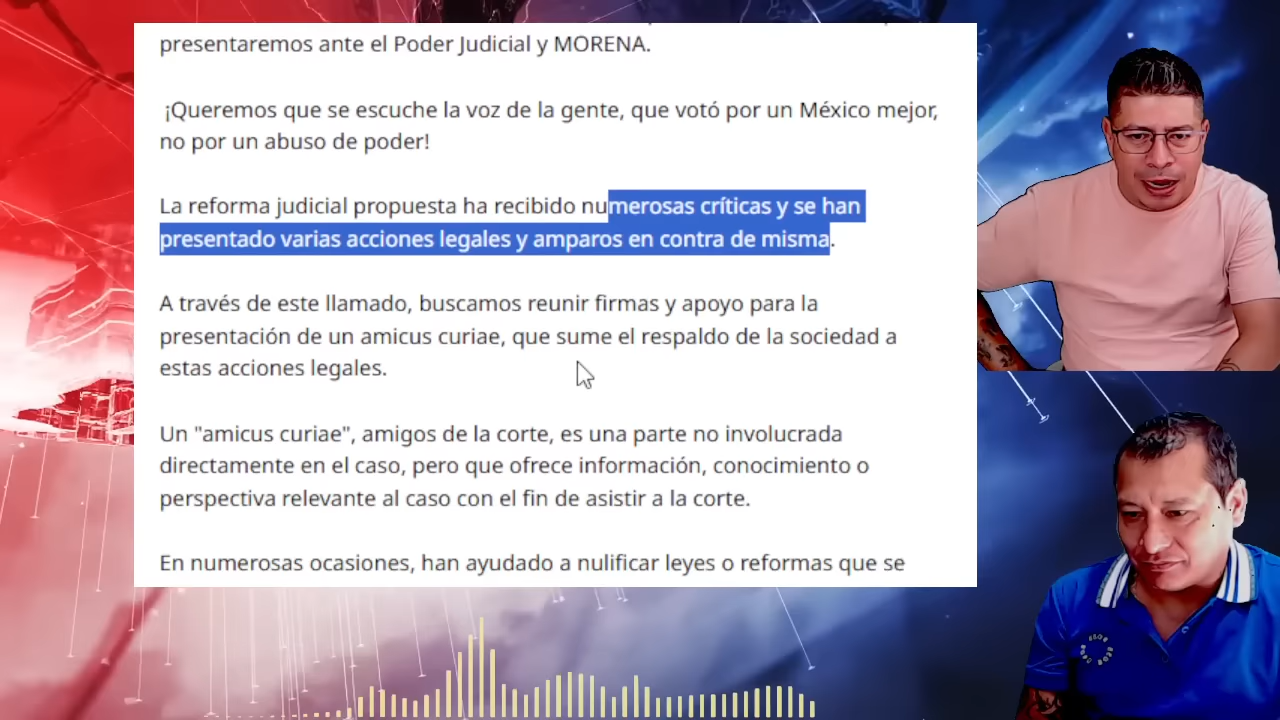 presentaremos ante el Poder Judicial y MORENA.
¡Queremos que se escuche la voz de la gente, que votó por un México mejor,
no por un abuso de poder!
La reforma judicial propuesta ha recibido numerosas críticas y se han
presentado varias acciones legales y amparos en contra de misma.
A través de este llamado, buscamos reunir firmas y apoyo para la
presentación de un amicus curiae, que sume el respaldo de la sociedad a
estas acciones legales.
Un "amicus curiae", amigos de la corte, es una parte no involucrada
directamente en el caso, pero que ofrece información, conocimiento o
perspectiva relevante al caso con el fin de asistir a la corte.
En numerosas ocasiones, han ayudado a nulificar leyes o reformas que se